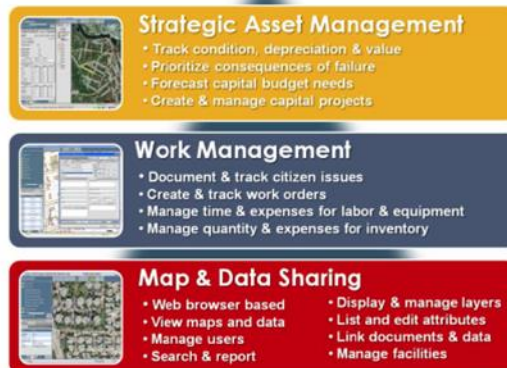 Strategic Asset Management
• Track condition, depreciation & value
• Prioritize consequences of failure
• Forecast capital budget needs
• Create & manage capital projects
Work Management
• Document & track citizen issues
• Create & track work orders
• Manage time & expenses for labor & equipment
• Manage quantity & expenses for inventory
Map & Data Sharing
• Web browser based
• View maps and data
• Manage users
• Search & report
• Display & manage layers
• List and edit attributes
• Link documents & data
• Manage facilities